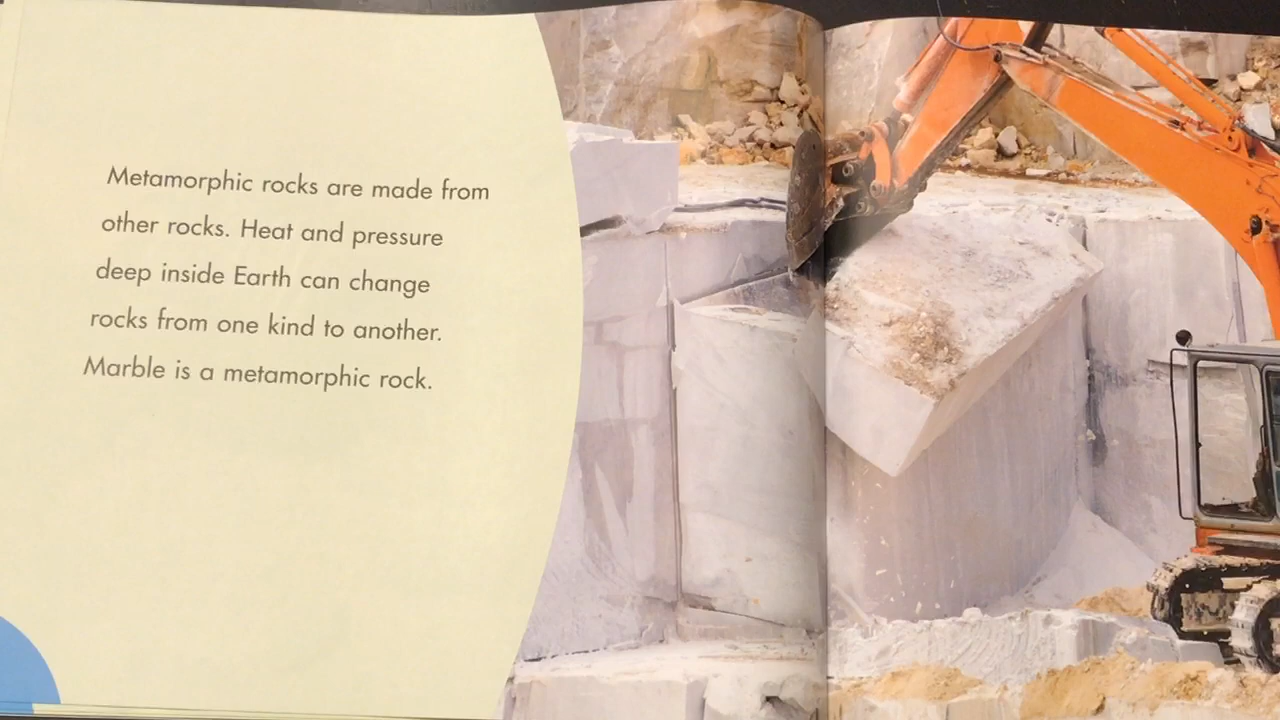 Metamorphic rocks are made from
other rocks. Heat and pressure
deep inside Earth can change
rocks from one kind to another.
Marble is a metamorphic rock.